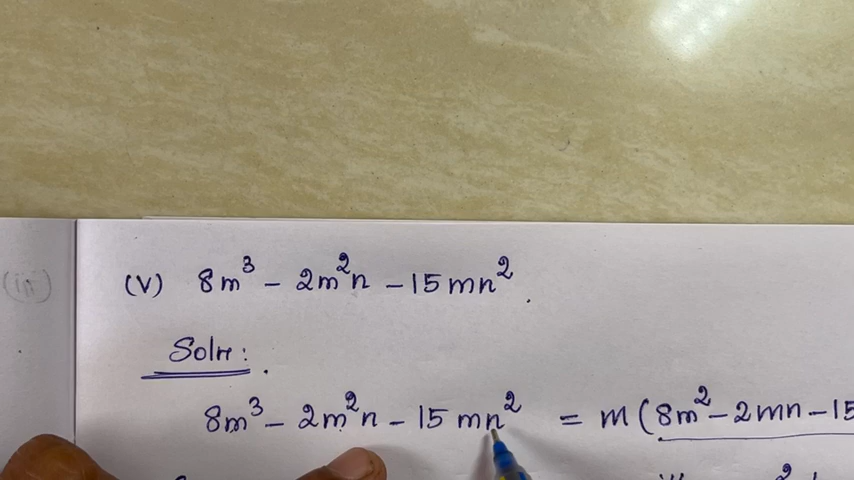 (V) 8m³ - 2m²n - 15mn².
Soln:
8m³ - 2m²n - 15mn² = m(8m² - 2mn - 15